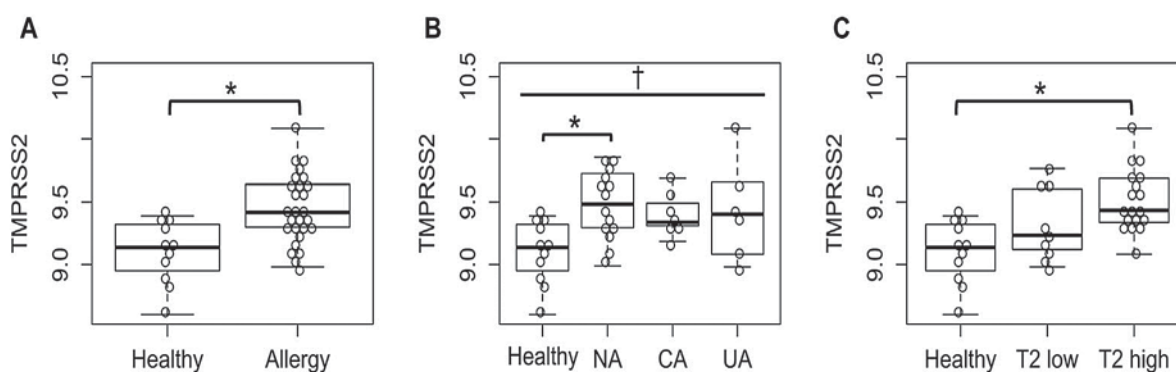 A
TMPRSS2
10.5
9.5
9.0
*
Healthy Allergy
B
TMPRSS2
10.5
9.5
9.0
†
*
Healthy NA CA UA
C
TMPRSS2
10.5
9.5
9.0
*
Healthy T2 low T2 high